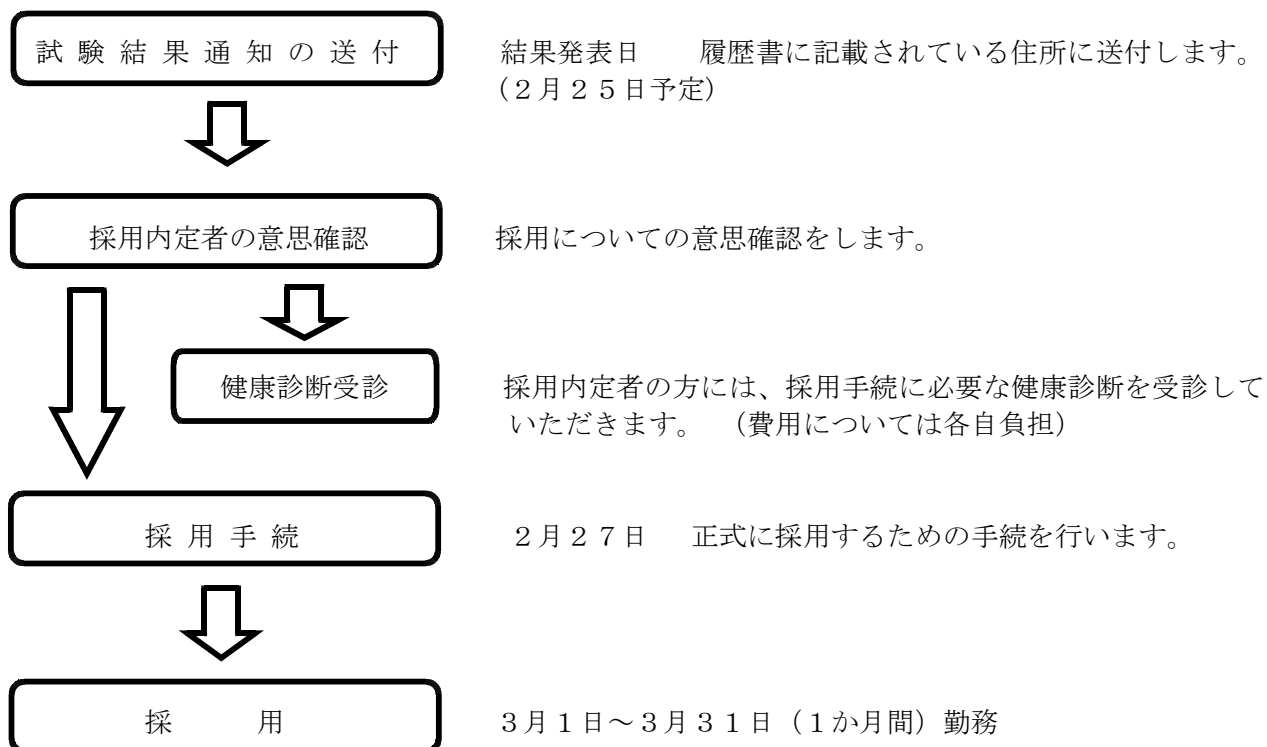 試験結果通知の送付　　結果発表日　　履歴書に記載されている住所に送付します。
（２月２５日予定）
採用内定者の意思確認　　採用についての意思確認をします。
健康診断受診　　採用内定者の方には、採用手続に必要な健康診断を受診して
いただきます。　（費用については各自負担）
採用手続　　２月２７日　　正式に採用するための手続を行います。
採　　用　　３月１日～３月３１日（１か月間）勤務